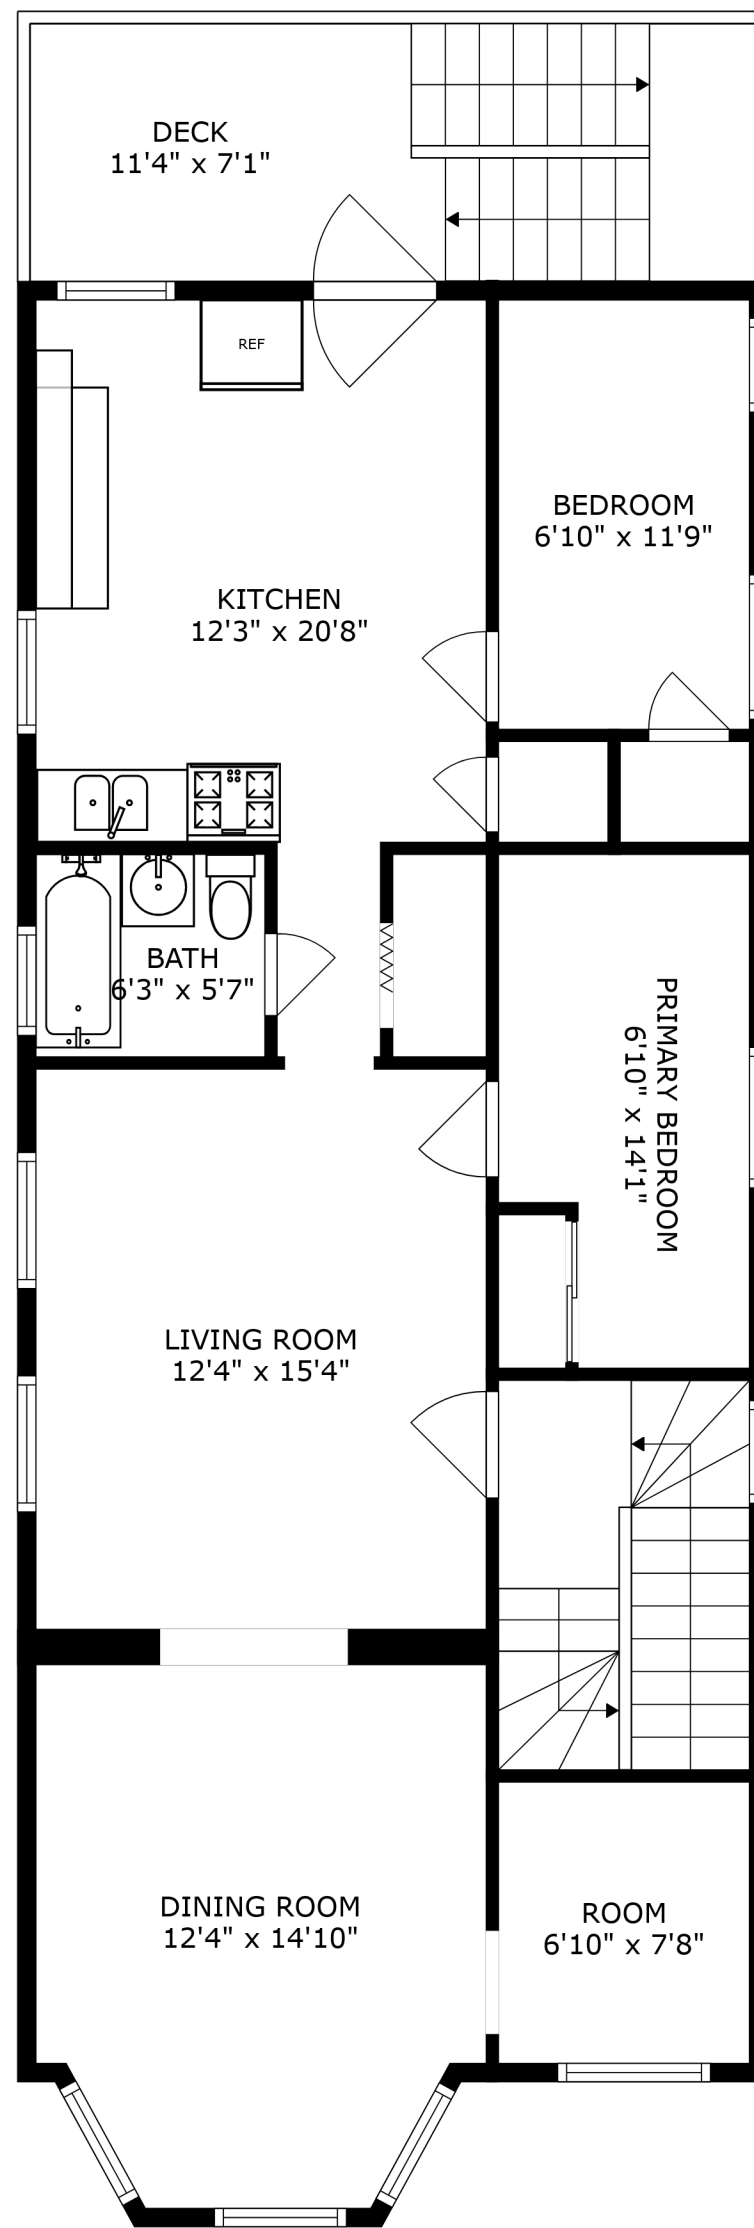 DECK
11'4" x 7'1"
REF
BEDROOM
6'10" x 11'9"
KITCHEN
12'3" x 20'8"
BATH
6'3" x 5'7"
PRIMARY BEDROOM
6'10" x 14'1"
LIVING ROOM
12'4" x 15'4"
DINING ROOM
12'4" x 14'10"
ROOM
6'10" x 7'8"